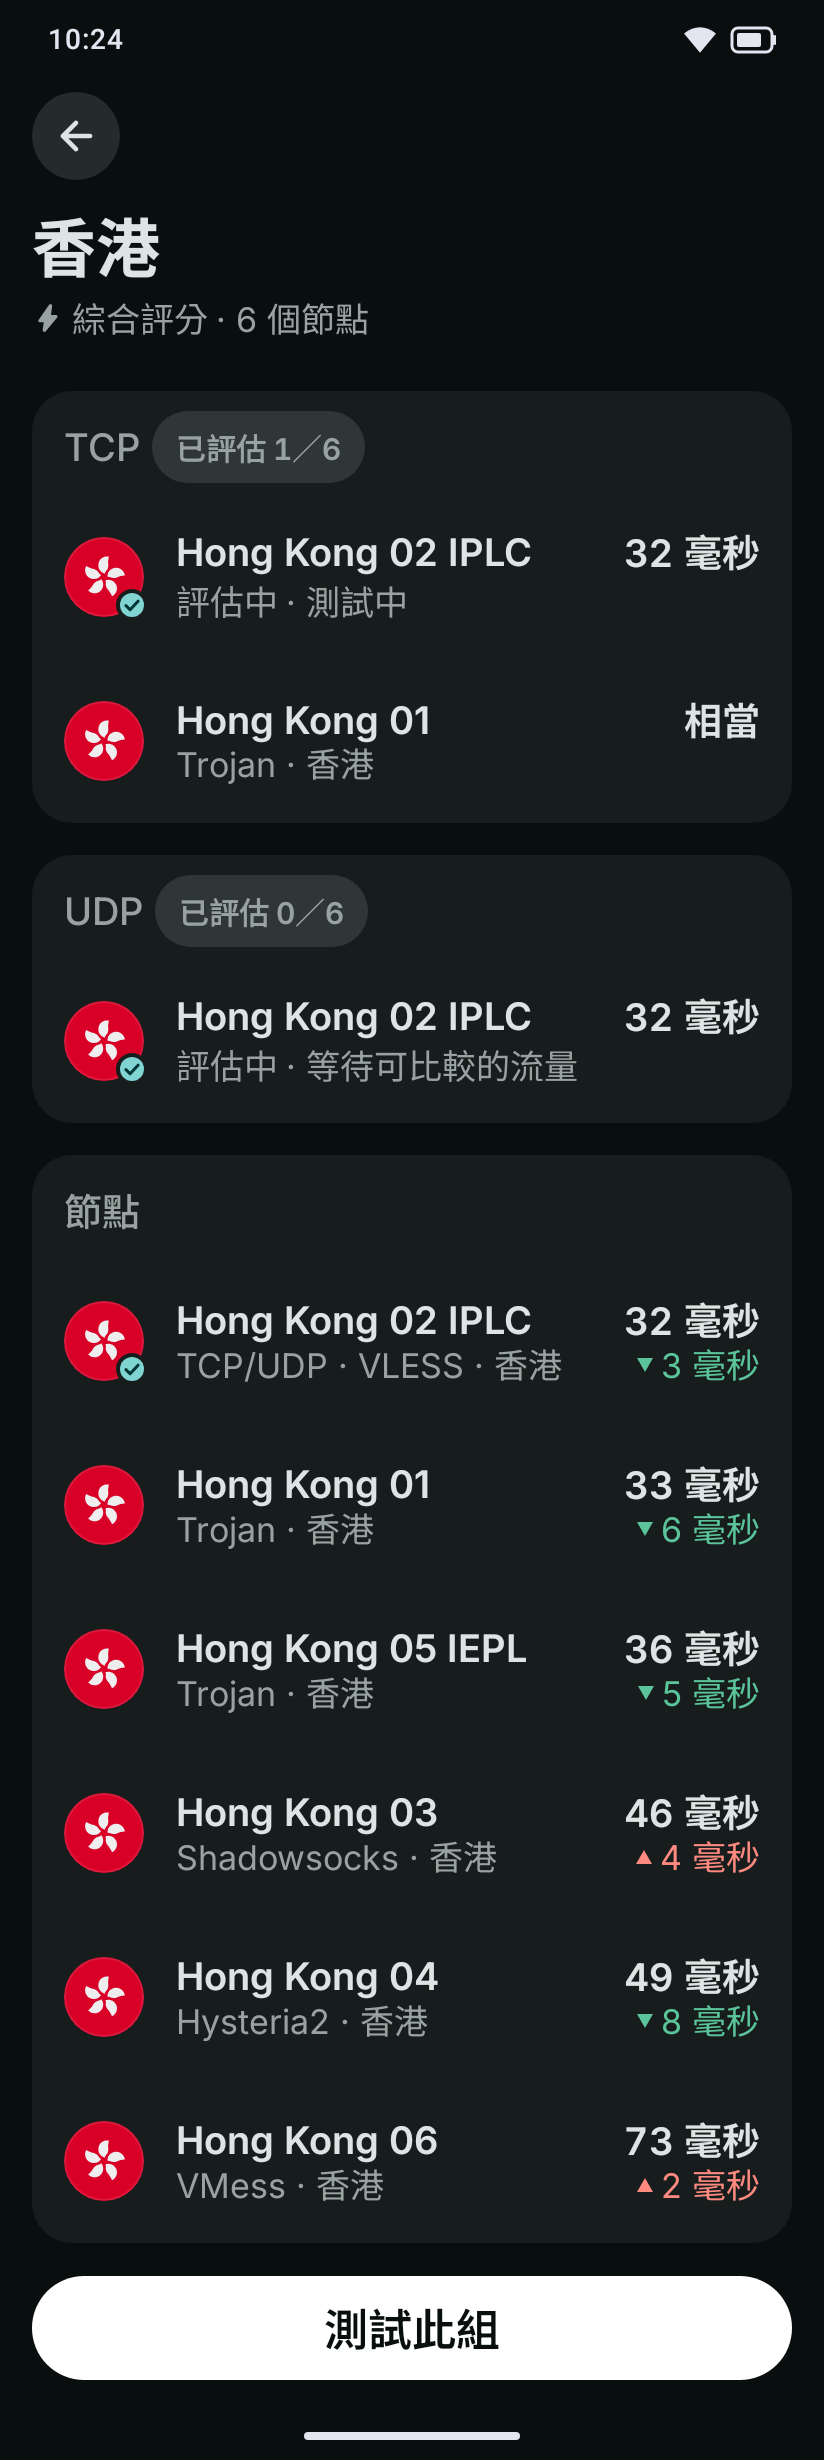 10:24
香港
綜合評分 · 6 個節點
TCP 已評估 1／6
Hong Kong 02 IPLC 32 毫秒
評估中 · 測試中
Hong Kong 01 相當
Trojan · 香港
UDP 已評估 0／6
Hong Kong 02 IPLC 32 毫秒
評估中 · 等待可比較的流量
節點
Hong Kong 02 IPLC 32 毫秒
TCP/UDP · VLESS · 香港 ▼3 毫秒
Hong Kong 01 33 毫秒
Trojan · 香港 ▼6 毫秒
Hong Kong 05 IEPL 36 毫秒
Trojan · 香港 ▼5 毫秒
Hong Kong 03 46 毫秒
Shadowsocks · 香港 ▲4 毫秒
Hong Kong 04 49 毫秒
Hysteria2 · 香港 ▼8 毫秒
Hong Kong 06 73 毫秒
VMess · 香港 ▲2 毫秒
測試此組